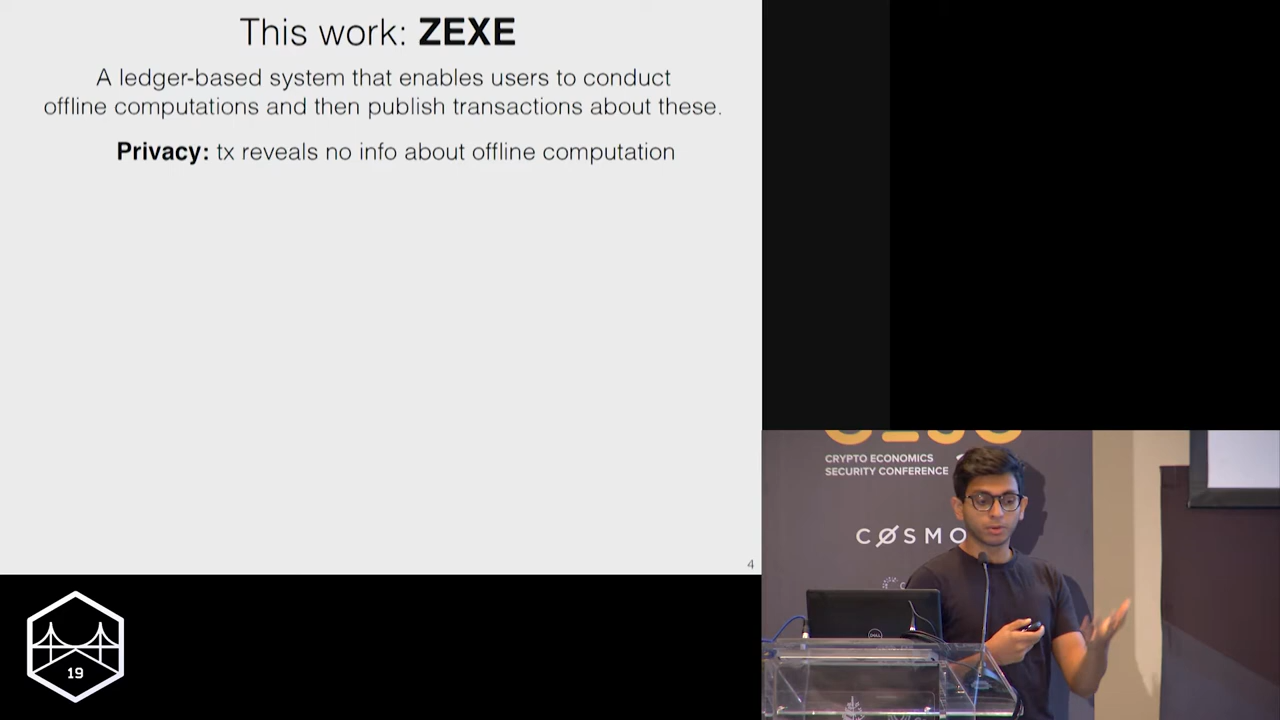 This work: ZEXE
A ledger-based system that enables users to conduct
offline computations and then publish transactions about these.
Privacy: tx reveals no info about offline computation
4
CRYPTO ECONOMICS
SECURITY CONFERENCE
COSMO
DELL
19